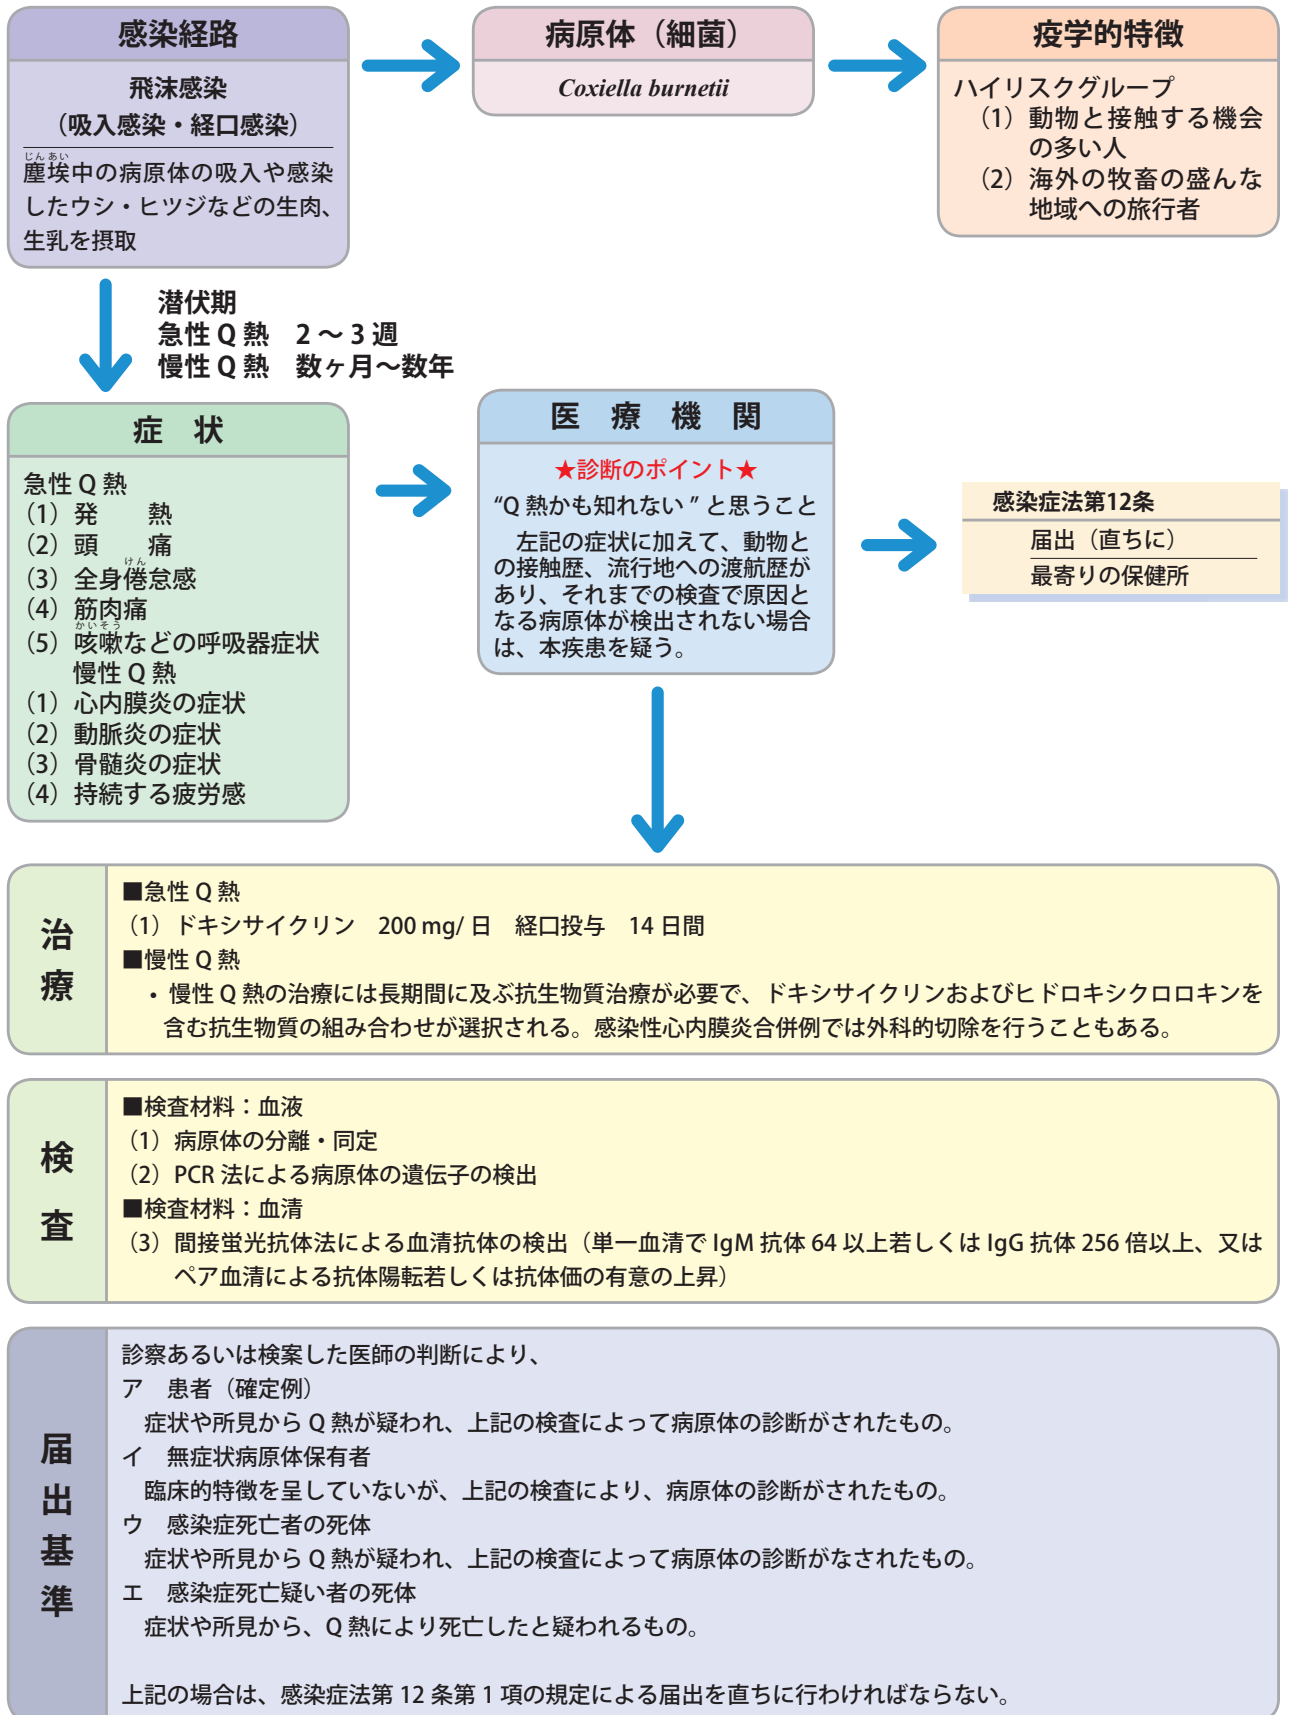 感染経路
飛沫感染
(吸入感染・経口感染)
じんあい
塵埃中の病原体の吸入や感染
したウシ・ヒツジなどの生肉、
生乳を摂取
病原体（細菌）
Coxiella burnetii
疫学的特徴
ハイリスクグループ
（1）動物と接触する機会
の多い人
（2）海外の牧畜の盛んな
地域への旅行者
潜伏期
急性 Q 熱　2 〜 3 週
慢性 Q 熱　数ヶ月〜数年
症　状
急性 Q 熱
（1）発　　熱
（2）頭　　痛
けん
（3）全身倦怠感
（4）筋肉痛
かいそう
（5）咳嗽などの呼吸器症状
慢性 Q 熱
（1）心内膜炎の症状
（2）動脈炎の症状
（3）骨髄炎の症状
（4）持続する疲労感
医　療　機　関
★診断のポイント★
“Q 熱かも知れない ” と思うこと
左記の症状に加えて、動物と
の接触歴、流行地への渡航歴が
あり、それまでの検査で原因と
なる病原体が検出されない場合
は、本疾患を疑う。
感染症法第12条
届出（直ちに）
最寄りの保健所
治療
■急性 Q 熱
（1）ドキシサイクリン　200 mg/ 日　経口投与　14 日間
■慢性 Q 熱
・慢性 Q 熱の治療には長期間に及ぶ抗生物質治療が必要で、ドキシサイクリンおよびヒドロキシクロロキンを
含む抗生物質の組み合わせが選択される。感染性心内膜炎合併例では外科的切除を行うこともある。
検査
■検査材料：血液
（1）病原体の分離・同定
（2）PCR 法による病原体の遺伝子の検出
■検査材料：血清
（3）間接蛍光抗体法による血清抗体の検出（単一血清で IgM 抗体 64 以上若しくは IgG 抗体 256 倍以上、又は
ペア血清による抗体陽転若しくは抗体価の有意の上昇）
届出基準
診察あるいは検案した医師の判断により、
ア　患者（確定例）
症状や所見から Q 熱が疑われ、上記の検査によって病原体の診断がされたもの。
イ　無症状病原体保有者
臨床的特徴を呈していないが、上記の検査により、病原体の診断がされたもの。
ウ　感染症死亡者の死体
症状や所見から Q 熱が疑われ、上記の検査によって病原体の診断がなされたもの。
エ　感染症死亡疑い者の死体
症状や所見から、Q 熱により死亡したと疑われるもの。
上記の場合は、感染症法第 12 条第 1 項の規定による届出を直ちに行わければならない。